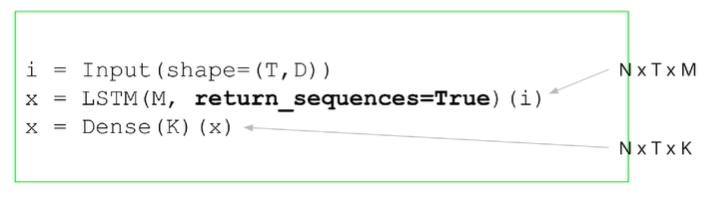 i = Input(shape=(T,D))
x = LSTM(M, return_sequences=True)(i)
x = Dense(K)(x)
N x T x M
N x T x K